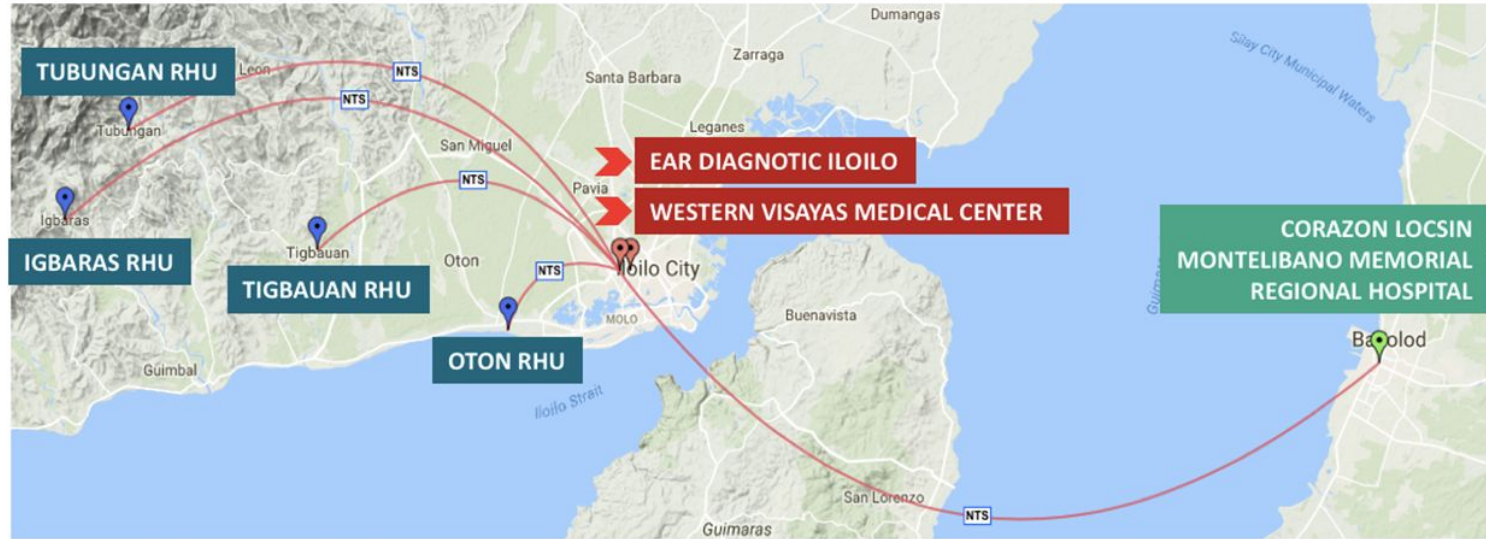 Dumangas
Silay City Municipal Waters
TUBUNGAN RHU
Leon
NTS
Zarraga
Santa Barbara
NTS
Tubungan
Leganes
San Miguel
EAR DIAGNOTIC ILOILO
NTS
Pavia
WESTERN VISAYAS MEDICAL CENTER
Igbaras
CORAZON LOCSIN
MONTELIBANO MEMORIAL
REGIONAL HOSPITAL
IGBARAS RHU
Tigbauan
Oton
NTS
Iloilo City
TIGBAUAN RHU
MOLO
Buenavista
OTON RHU
Guimbal
Iloilo Strait
San Lorenzo
NTS
Guimaras